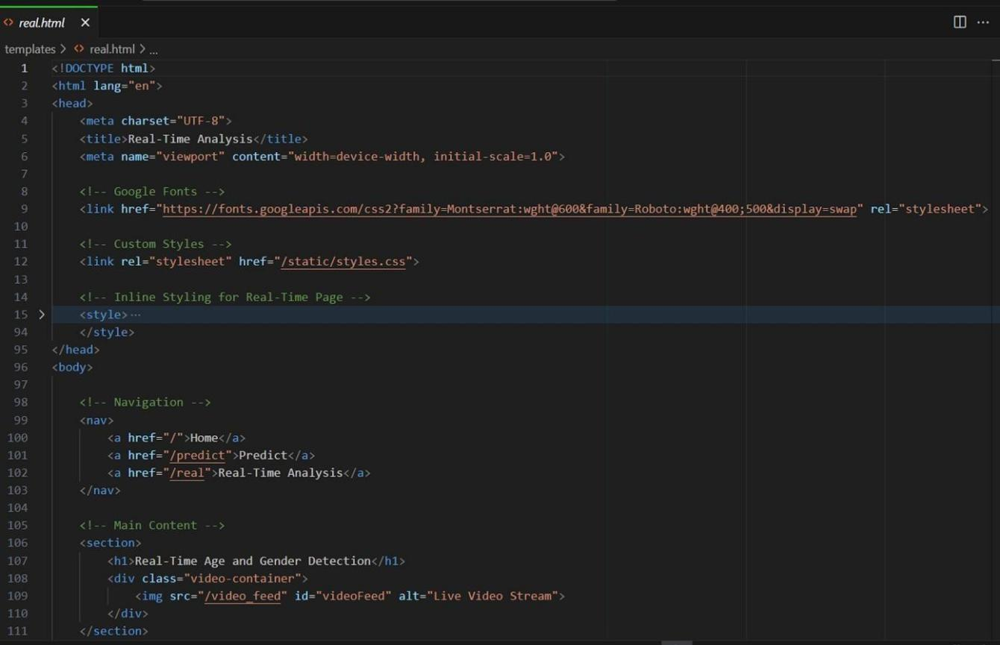 real.html
templates > real.html > ...
1 <!DOCTYPE html>
2 <html lang="en">
3 <head>
4 <meta charset="UTF-8">
5 <title>Real-Time Analysis</title>
6 <meta name="viewport" content="width=device-width, initial-scale=1.0">
7
8 <!-- Google Fonts -->
9 <link href="https://fonts.googleapis.com/css2?family=Montserrat:wght@600&family=Roboto:wght@400;500&display=swap" rel="stylesheet">
10
11 <!-- Custom Styles -->
12 <link rel="stylesheet" href="/static/styles.css">
13
14 <!-- Inline Styling for Real-Time Page -->
15 <style>...
94 </style>
95 </head>
96 <body>
97
98 <!-- Navigation -->
99 <nav>
100 <a href="/">Home</a>
101 <a href="/predict">Predict</a>
102 <a href="/real">Real-Time Analysis</a>
103 </nav>
104
105 <!-- Main Content -->
106 <section>
107 <h1>Real-Time Age and Gender Detection</h1>
108 <div class="video-container">
109 <img src="/video_feed" id="videoFeed" alt="Live Video Stream">
110 </div>
111 </section>